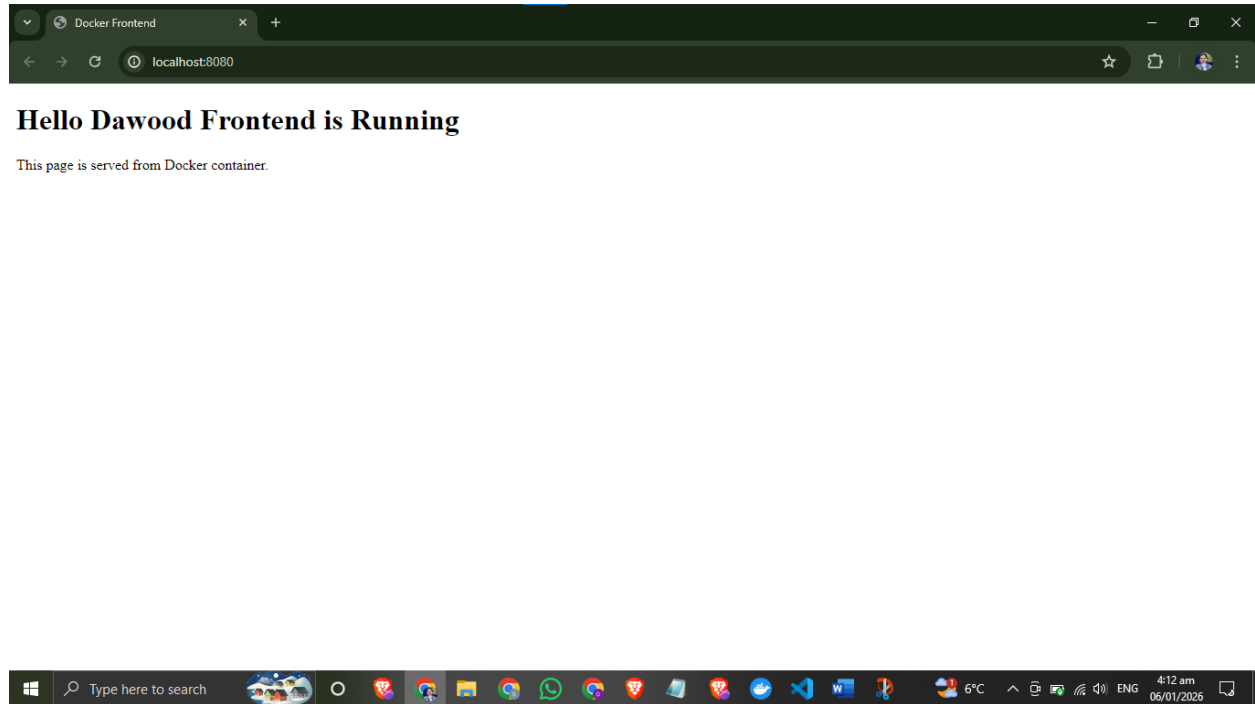 Docker Frontend
localhost:8080
Hello Dawood Frontend is Running
This page is served from Docker container.
Type here to search
6°C
ENG
4:12 am
06/01/2026